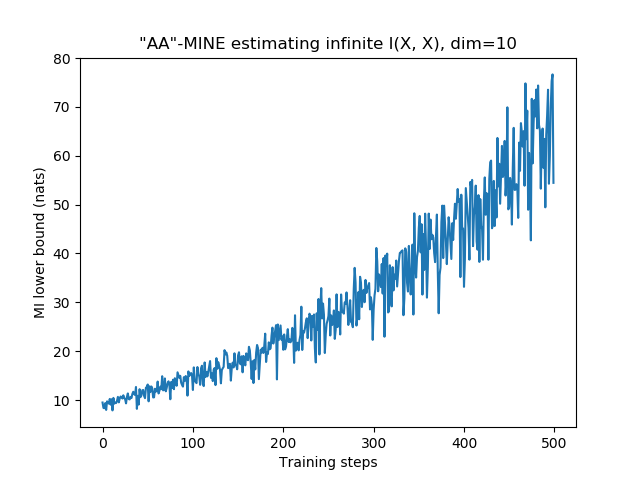 "AA"-MINE estimating infinite I(X, X), dim=10
MI lower bound (nats)
80
70
60
50
40
30
20
10
0 100 200 300 400 500
Training steps